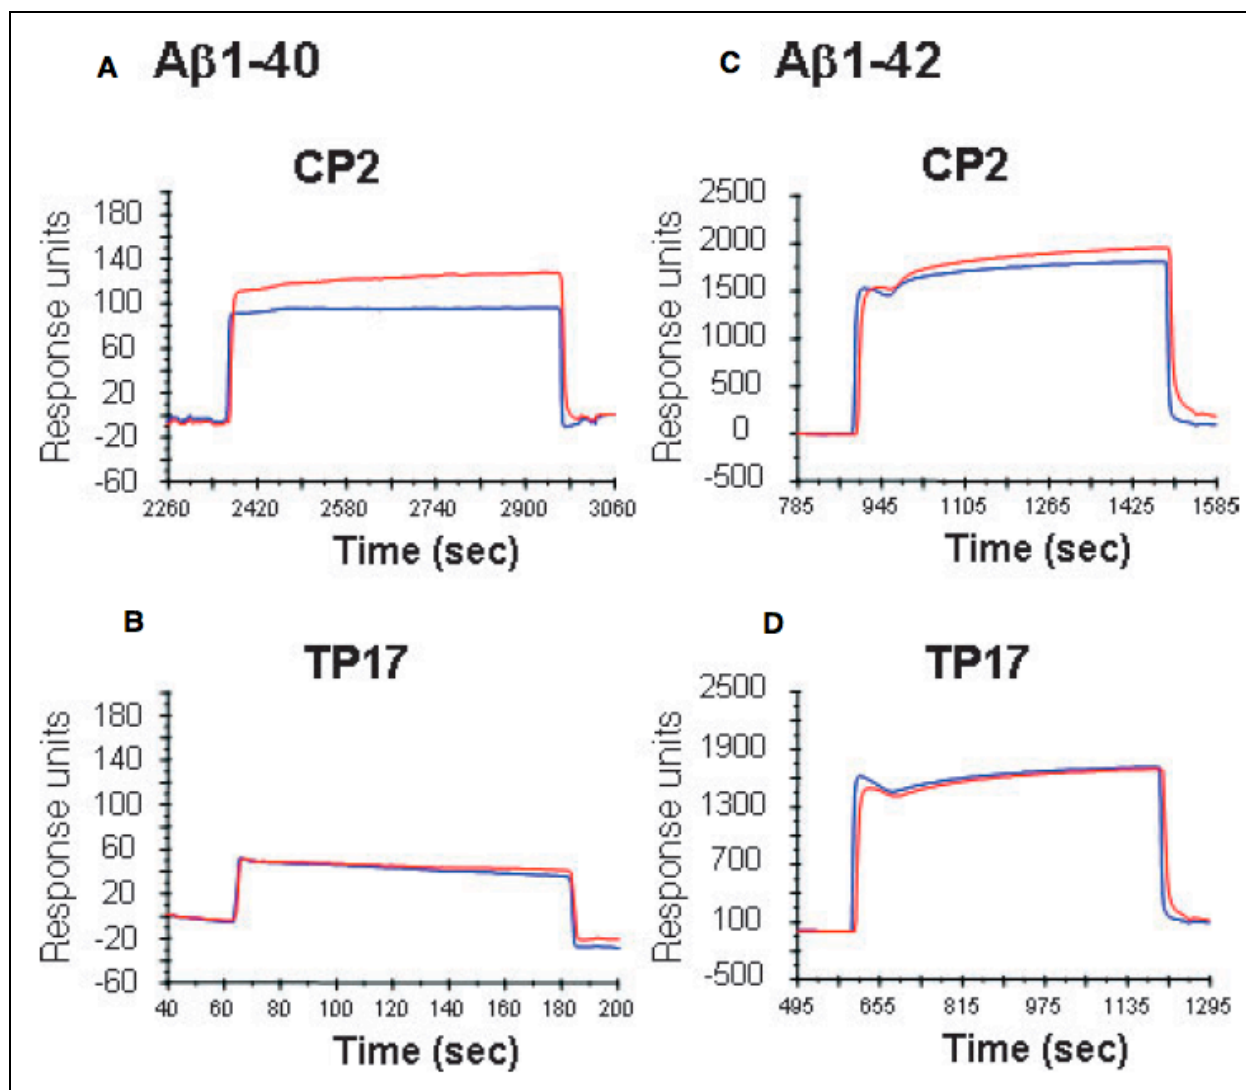 A Aβ1-40
CP2
Response units
180
140
100
60
20
-20
-60
2260 2420 2580 2740 2900 3060
Time (sec)
C Aβ1-42
CP2
Response units
2500
2000
1500
1000
500
0
-500
785 945 1105 1265 1425 1585
Time (sec)
B
TP17
Response units
180
140
100
60
20
-20
-60
40 60 80 100 120 140 160 180 200
Time (sec)
D
TP17
Response units
2500
1900
1300
700
100
-500
495 655 815 975 1135 1295
Time (sec)